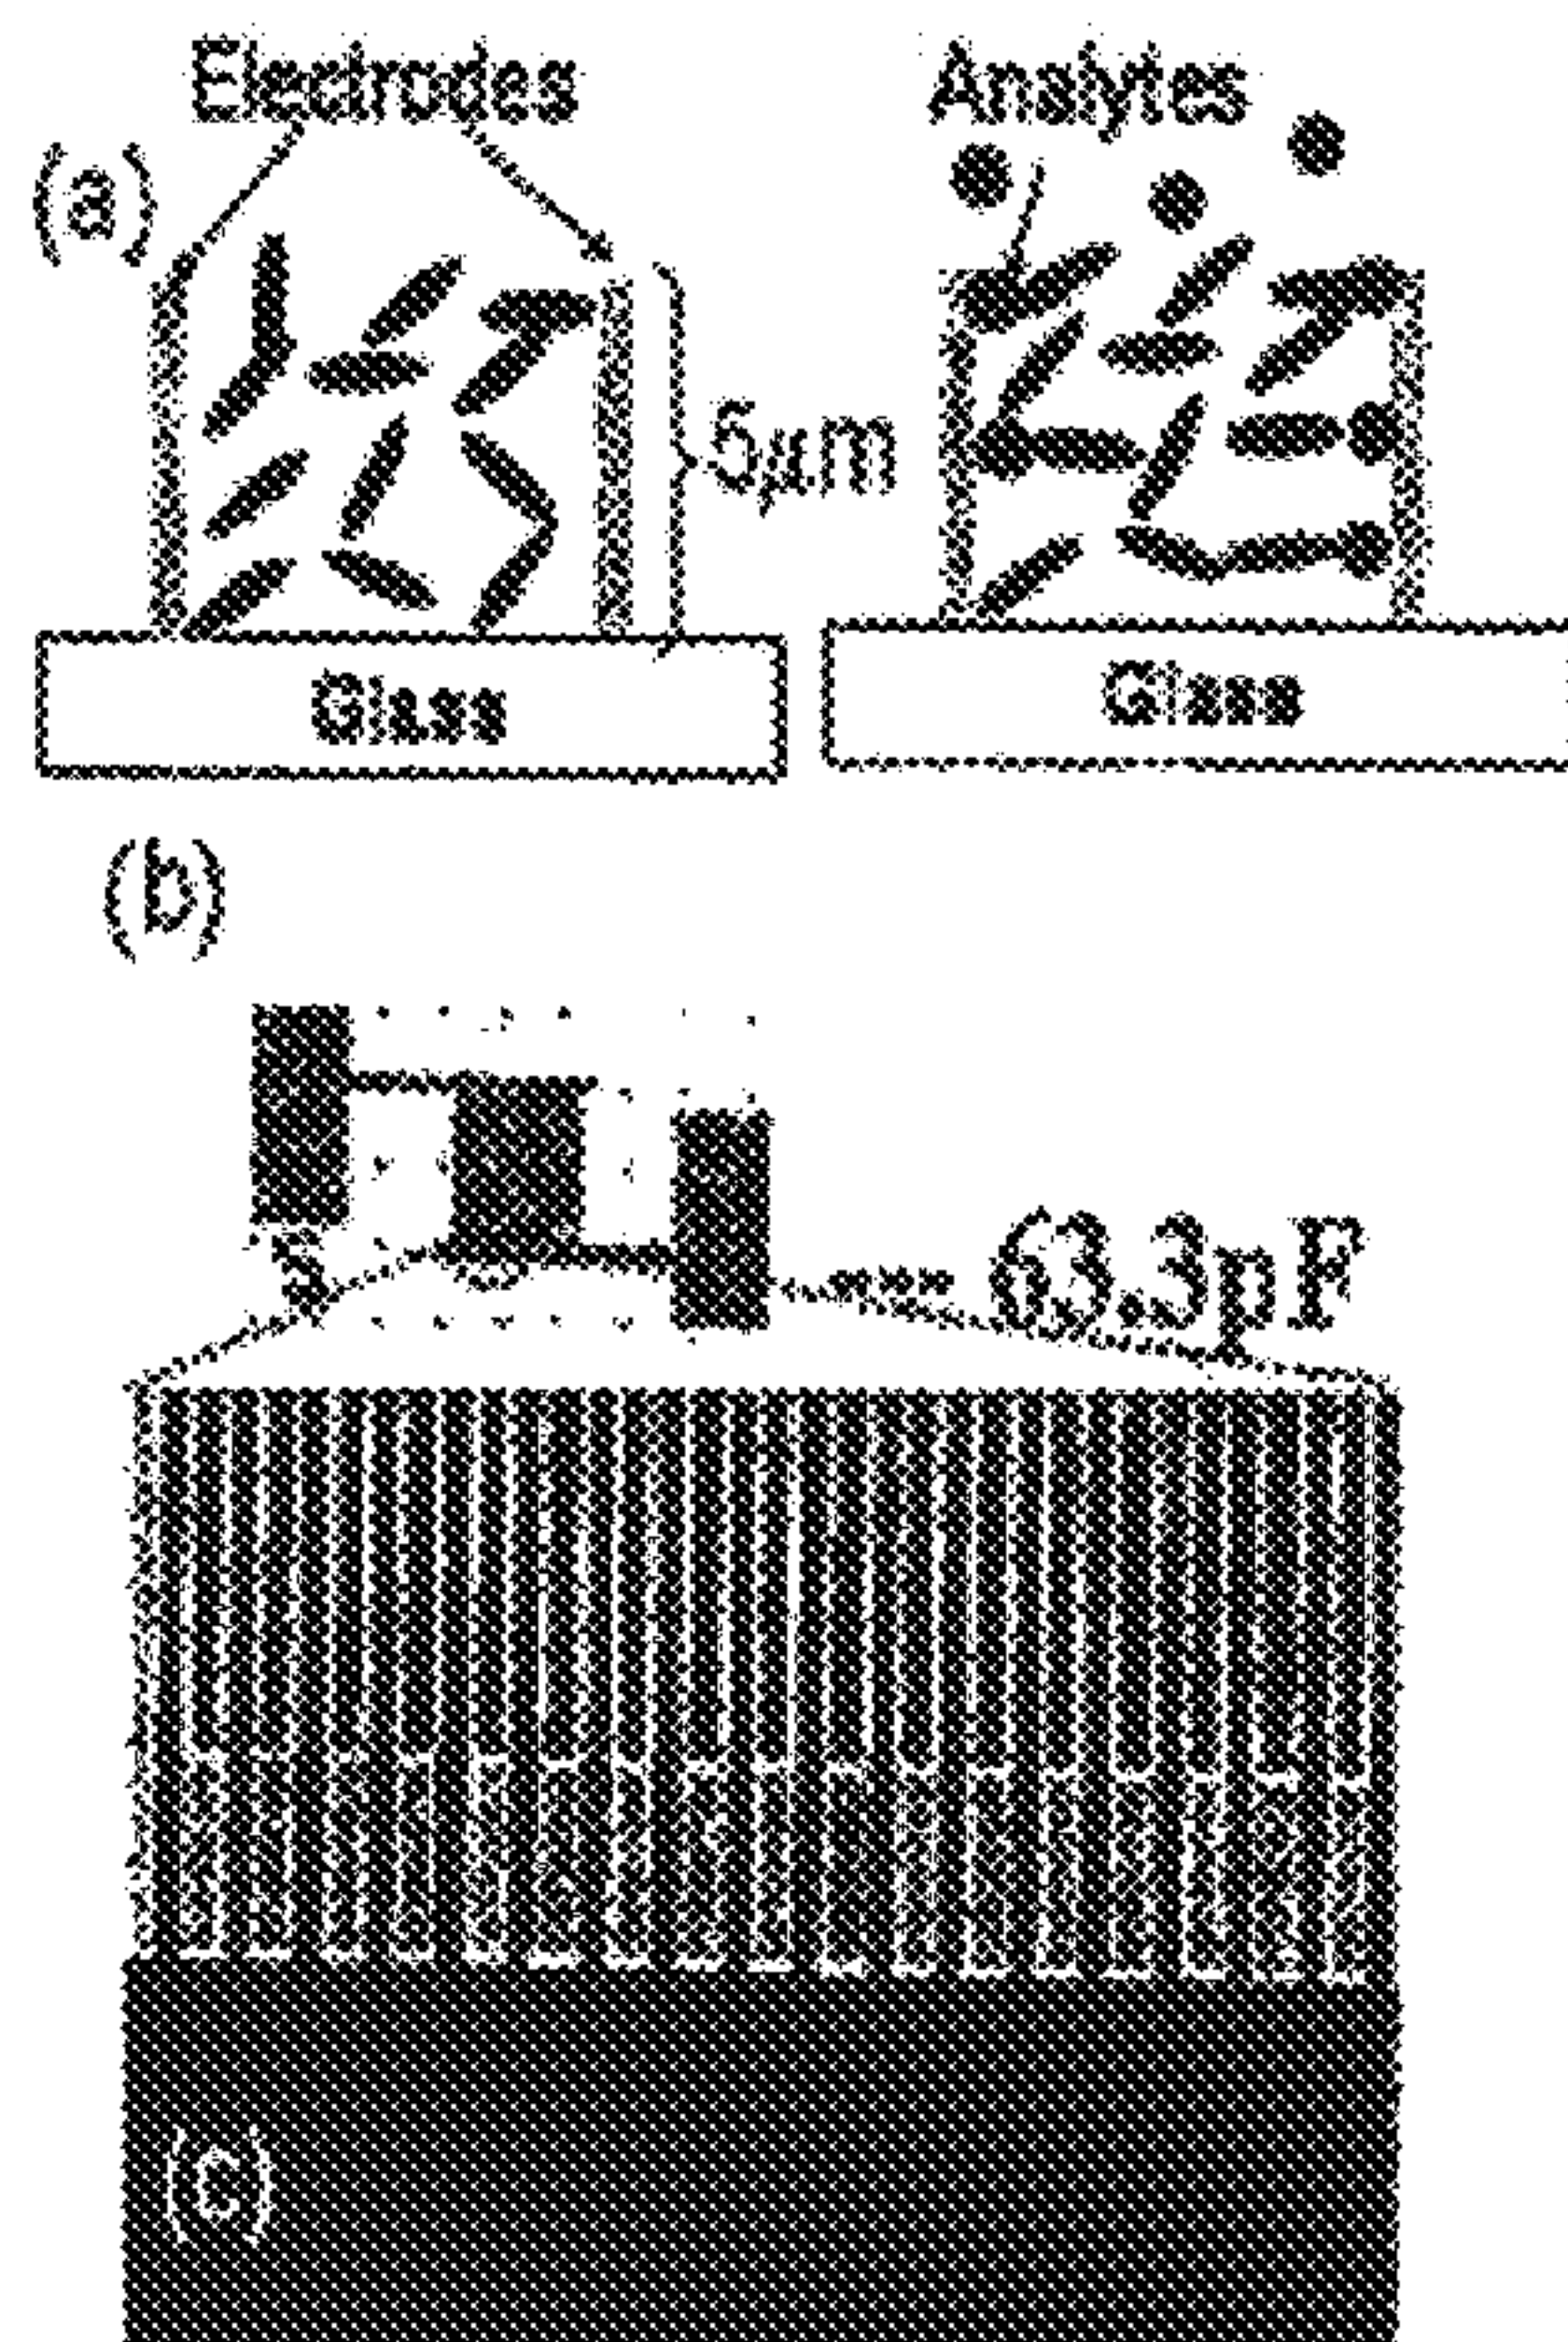 Electrodes
Analytes
(a)
5μm
Glass
Glass
(b)
63.3pF
(c)